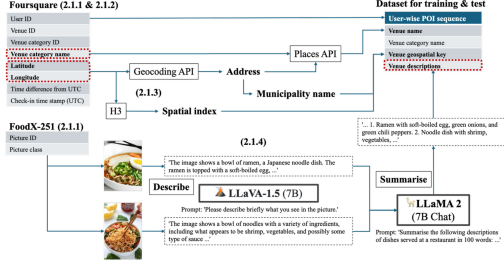 Foursquare (2.1.1 & 2.1.2)
User ID
Venue ID
Venue category ID
Venue category name
Latitude
Longitude
Time difference from UTC
Check-in time stamp (UTC)
FoodX-251 (2.1.1)
Picture ID
Picture class
Geocoding API
(2.1.3)
H3
Address
Places API
Municipality name
Spatial index
Dataset for training & test
User-wise POI sequence
Venue name
Venue category name
Venue geospatial key
Venue descriptions
'... 1. Ramen with soft-boiled egg, green onions, and
green chili peppers. 2. Noodle dish with shrimp,
vegetables, ...'
(2.1.4)
'The image shows a bowl of ramen, a Japanese noodle dish. The
ramen is topped with a soft-boiled egg, ...'
Describe
LLaVA-1.5 (7B)
Prompt: 'Please describe briefly what you see in the picture.'
'The image shows a bowl of noodles with a variety of ingredients,
including what appears to be shrimp, vegetables, and possibly some
type of sauce ...'
Summarise
LLaMA 2
(7B Chat)
Prompt: 'Summarise the following descriptions
of dishes served at a restaurant in 100 words: ...'